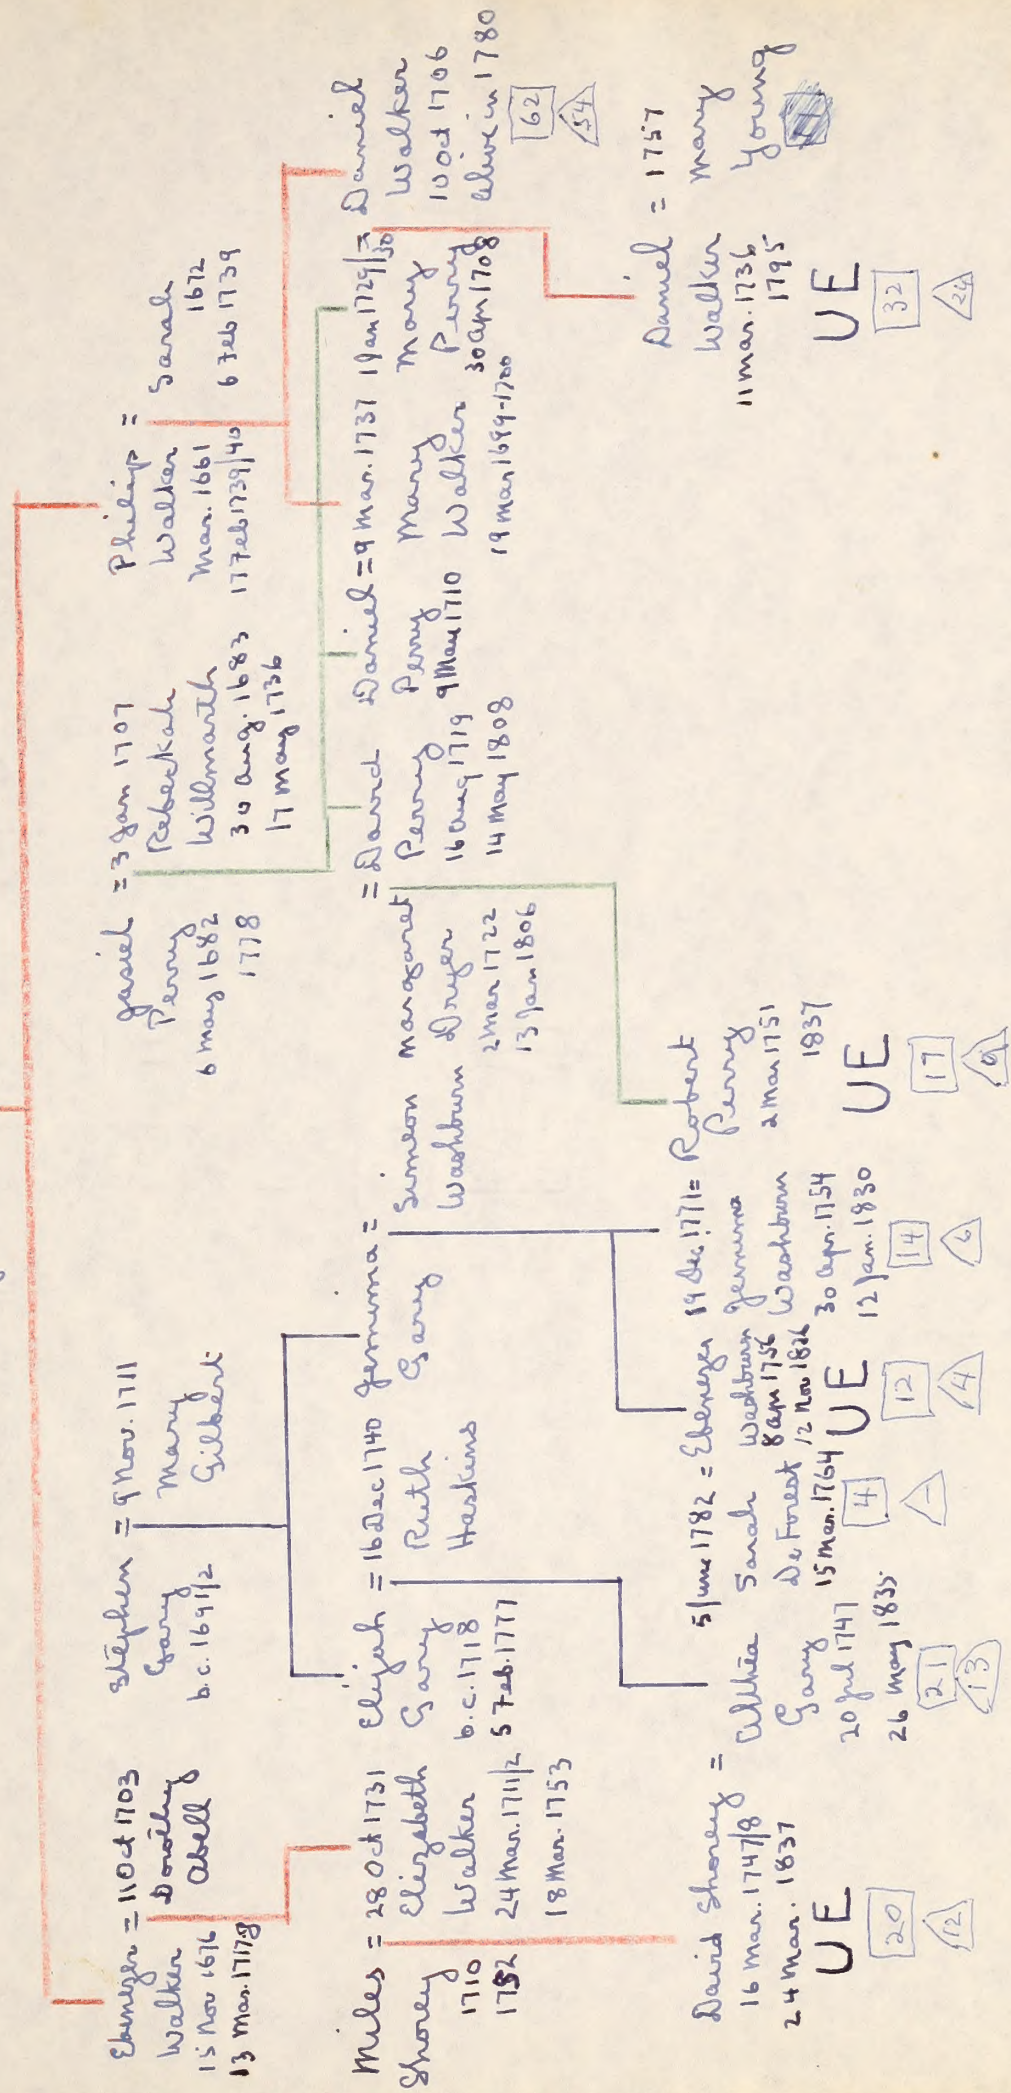 Ebenezer = 11 Oct 1703
Walker Dorothy
15 Nov 1676 Abell
13 Mar. 1717/8
Stephen = 9 Nov. 1711
Gary Mary
b.c. 1691/2 Gilbert
Jasiel = 3 Jan 1707
Perry Rebeckah
6 May 1682 Willmarth
1778 30 Aug. 1683
17 May 1736
Philip =
Walker Sarah
Mar. 1661 1672
17 Feb 1739/40 6 Feb 1739
Miles = 28 Oct 1731
Shorey Elizabeth
1710 Walker
24 Mar. 1711/2
18 Mar. 1753
Elijah = 16 Dec 1740
Gary Ruth
b.c. 1718 Haskins
5 Feb. 1777
Jemima =
Gary
Simeon
Washburn
Margaret = David
Dryer Perry
2 Mar 1722 16 Aug 1719
13 Jan 1806 14 May 1808
Daniel = 9 Mar. 1737
Perry Mary
9 May 1710 Walker
19 Mar 1699-1700
1 Jan 1729/30 = Daniel
Mary Walker
Perry 10 Oct 1706
30 Apr 1708 alive in 1780
62
54
David Shorey =
16 Mar. 1747/8
24 Mar. 1837
UE
20
12
Althea
Gary
20 Jul 1747
26 May 1835
21
13
5 June 1782 = Ebenezer
Sarah Washburn
De Forest 8 Apr 1756
15 Mar. 1764 12 Nov 1826
4
1
UE
12
4
19 Dec. 1771 = Robert
Jemima Perry
Washburn 2 Mar 1751
30 Apr. 1754 1837
12 Jan. 1830
14
6
UE
17
9
Daniel = 1757
Walker Mary
11 Mar. 1736 Young
1795
UE
32
24